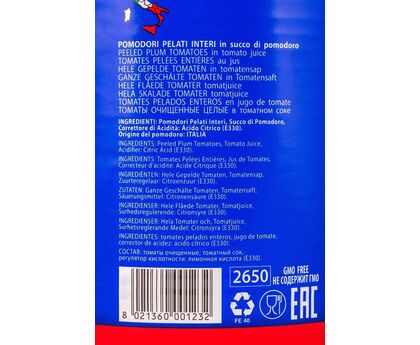 POMODORI PELATI INTERI in succo di pomodoro
PEELED PLUM TOMATOES in tomato juice
TOMATES PELÉES ENTIÈRES au jus
HELE GEPELDE TOMATEN in tomatensap
GANZE GESCHÄLTE TOMATEN in Tomatensaft
HELE FLÅEDE TOMATER tomatjuice
HELA SKALADE TOMATER tomatjuice
TOMATES PELADOS ENTEROS en jugo de tomate
ТОМАТЫ ОЧИЩЕННЫЕ ЦЕЛЫЕ в томатном соке
INGREDIENTI: Pomodori Pelati Interi, Succo di Pomodoro,
Correttore di Acidità: Acido Citrico (E330).
Origine del pomodoro: ITALIA
INGREDIENTS: Peeled Plum Tomatoes, Tomato Juice,
Acidifier: Citric Acid (E330).
INGREDIENTS: Tomates Pelées Entières, Jus de Tomates,
Correcteur d'acidité: Acide Citrique (E330).
INGREDIENTEN: Hele Gepelden Tomaten, Tomatensap,
Zuurteregelaar: Citroenzuur (E330).
ZUTATEN: Ganze Geschälte Tomaten, Tomatensaft,
Säuerungsmittel: Citronensäure (E330).
INGREDIENSER: Hele Flåede Tomater, Tomatjuice,
Surhedsregulerende: Citronsyre (E330).
INGREDIENSER: Hela Tomater och, Tomatjuice,
Surhetsreglerande Medel: Citronsyre (E330).
INGREDIENTES: tomates pelados enteros, jugo de tomate,
corrector de acidez: ácido cítrico (E330).
СОСТАВ: томаты очищенные, томатный сок,
регулятор кислотности: лимонная кислота (E330).
2650
GMO FREE
НЕ СОДЕРЖИТ ГМО
FE 40
EAC
8 021360 001232